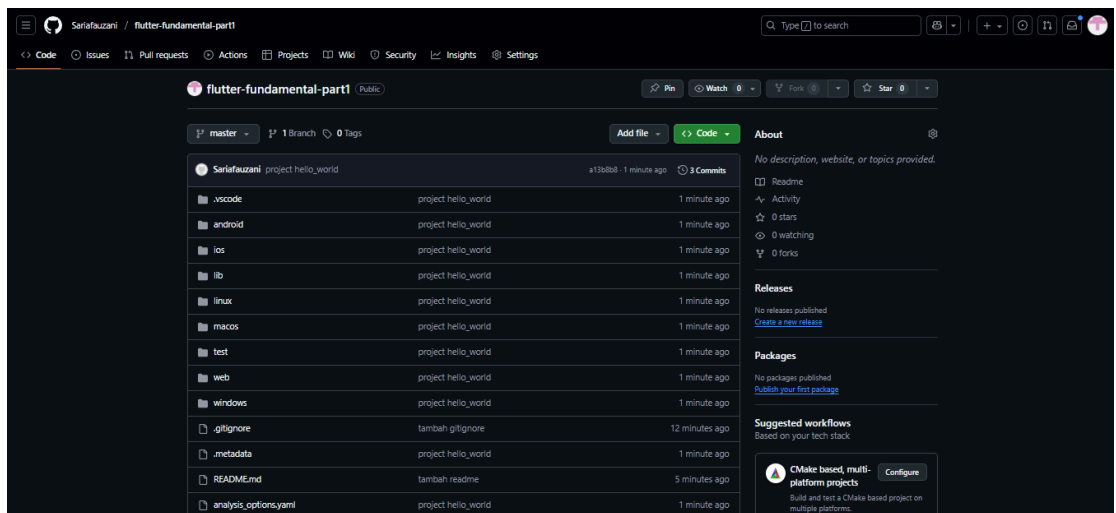 Sariafauzani / flutter-fundamental-part1
Type / to search
Code Issues Pull requests Actions Projects Wiki Security Insights Settings
flutter-fundamental-part1 Public
Pin Watch 0 Fork 0 Star 0
master 1 Branch 0 Tags
Add file Code
Sariafauzani project hello_world a13b8b8 · 1 minute ago 3 Commits
.vscode project hello_world 1 minute ago
android project hello_world 1 minute ago
ios project hello_world 1 minute ago
lib project hello_world 1 minute ago
linux project hello_world 1 minute ago
macos project hello_world 1 minute ago
test project hello_world 1 minute ago
web project hello_world 1 minute ago
windows project hello_world 1 minute ago
.gitignore tambah gitignore 12 minutes ago
.metadata project hello_world 1 minute ago
README.md tambah readme 5 minutes ago
analysis_options.yaml project hello_world 1 minute ago
About
No description, website, or topics provided.
Readme
Activity
0 stars
0 watching
0 forks
Releases
No releases published
Create a new release
Packages
No packages published
Publish your first package
Suggested workflows
Based on your tech stack
CMake based, multi-platform projects Configure
Build and test a CMake based project on
multiple platforms.